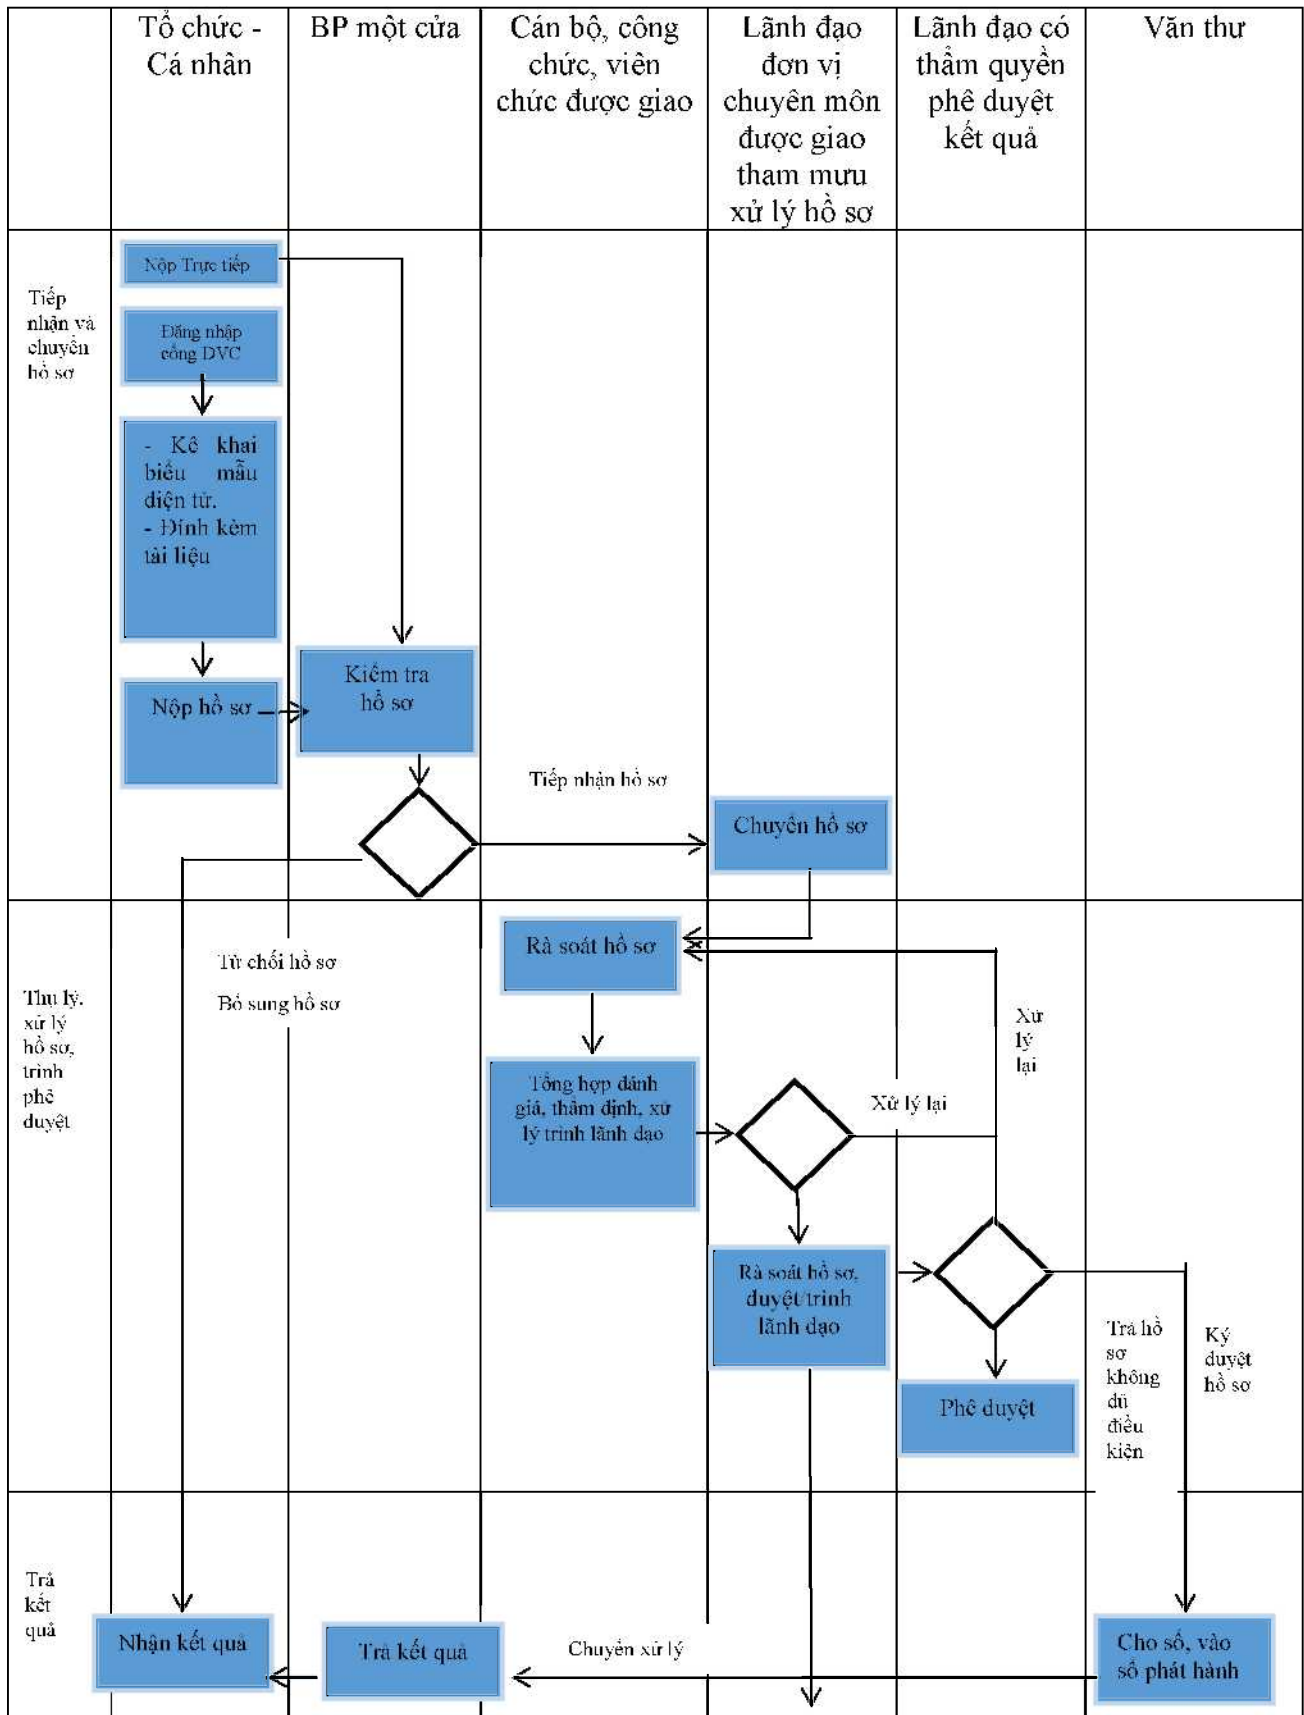 Tổ chức -
Cá nhân
BP một cửa
Cán bộ, công
chức, viên
chức được giao
Lãnh đạo
đơn vị
chuyên môn
được giao
tham mưu
xử lý hồ sơ
Lãnh đạo có
thẩm quyền
phê duyệt
kết quả
Văn thư
Tiếp
nhận và
chuyển
hồ sơ
Nộp Trực tiếp
Đăng nhập
cổng DVC
- Kê khai
biểu mẫu
điện tử.
- Đính kèm
tài liệu
Nộp hồ sơ
Kiểm tra
hồ sơ
Tiếp nhận hồ sơ
Chuyển hồ sơ
Thụ lý,
xử lý
hồ sơ,
trình
phê
duyệt
Từ chối hồ sơ
Bổ sung hồ sơ
Rà soát hồ sơ
Tổng hợp đánh
giá, thẩm định, xử
lý trình lãnh đạo
Xử lý lại
Xử
lý
lại
Rà soát hồ sơ,
duyệt/trình
lãnh đạo
Phê duyệt
Trả hồ
sơ
không
đủ
điều
kiện
Ký
duyệt
hồ sơ
Trả
kết
quả
Nhận kết quả
Trả kết quả
Chuyển xử lý
Cho số, vào
sổ phát hành